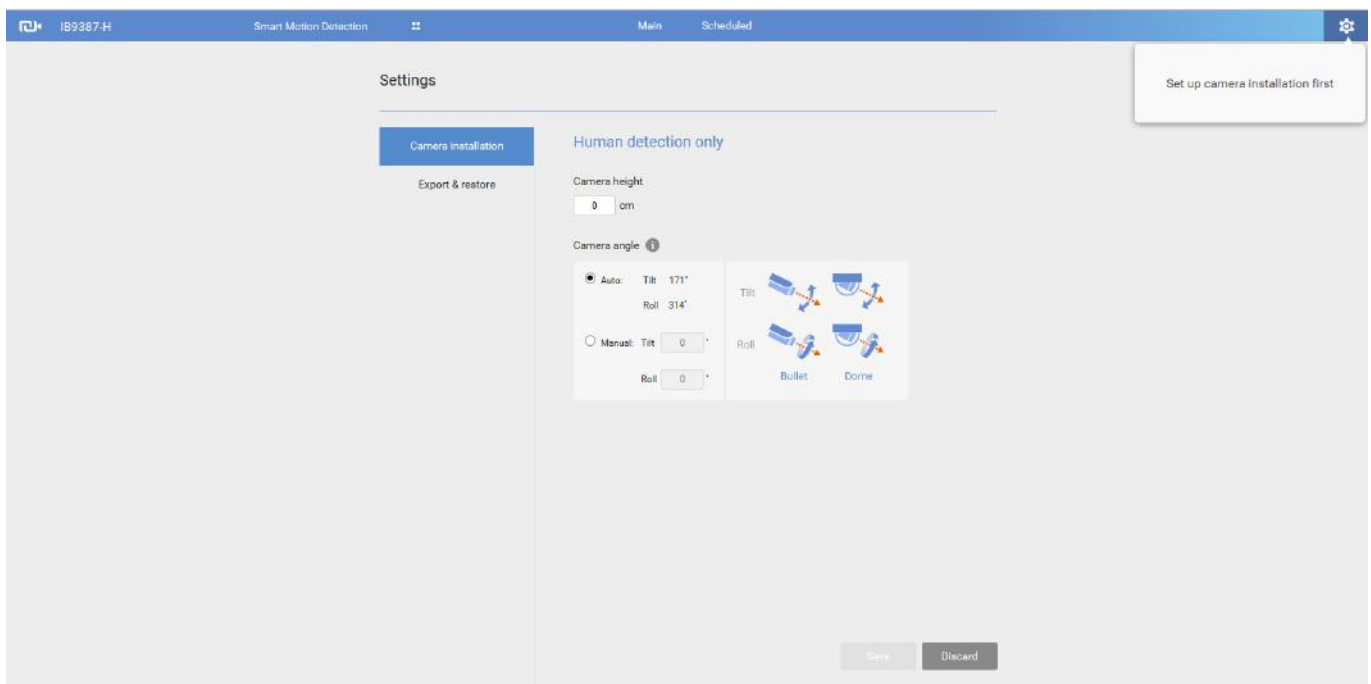 IB9387-H Smart Motion Detection Main Scheduled
Set up camera installation first
Settings
Camera installation
Export & restore
Human detection only
Camera height
0 cm
Camera angle i
Auto: Tilt 171°
Roll 314°
Manual: Tilt 0 °
Roll 0 °
Tilt
Roll
Bullet Dome
Save Discard